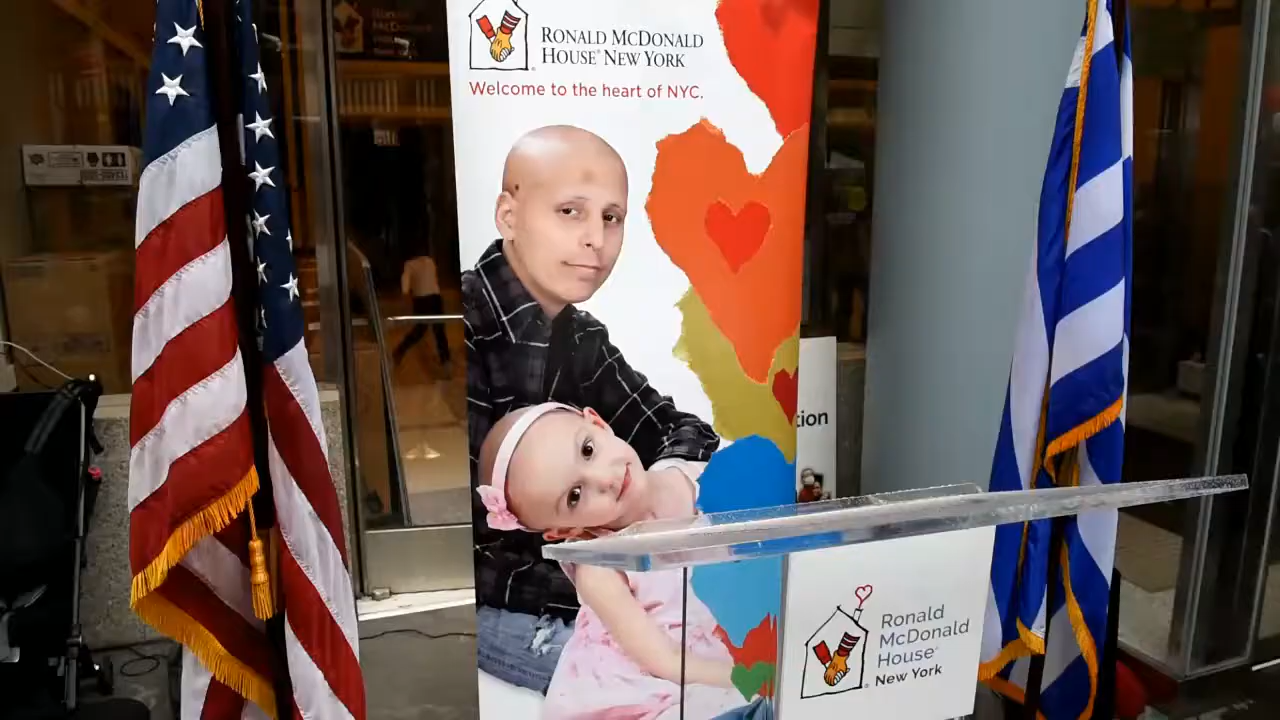 RONALD MCDONALD
HOUSE® NEW YORK
Welcome to the heart of NYC.
tion
Ronald
McDonald
House®
New York